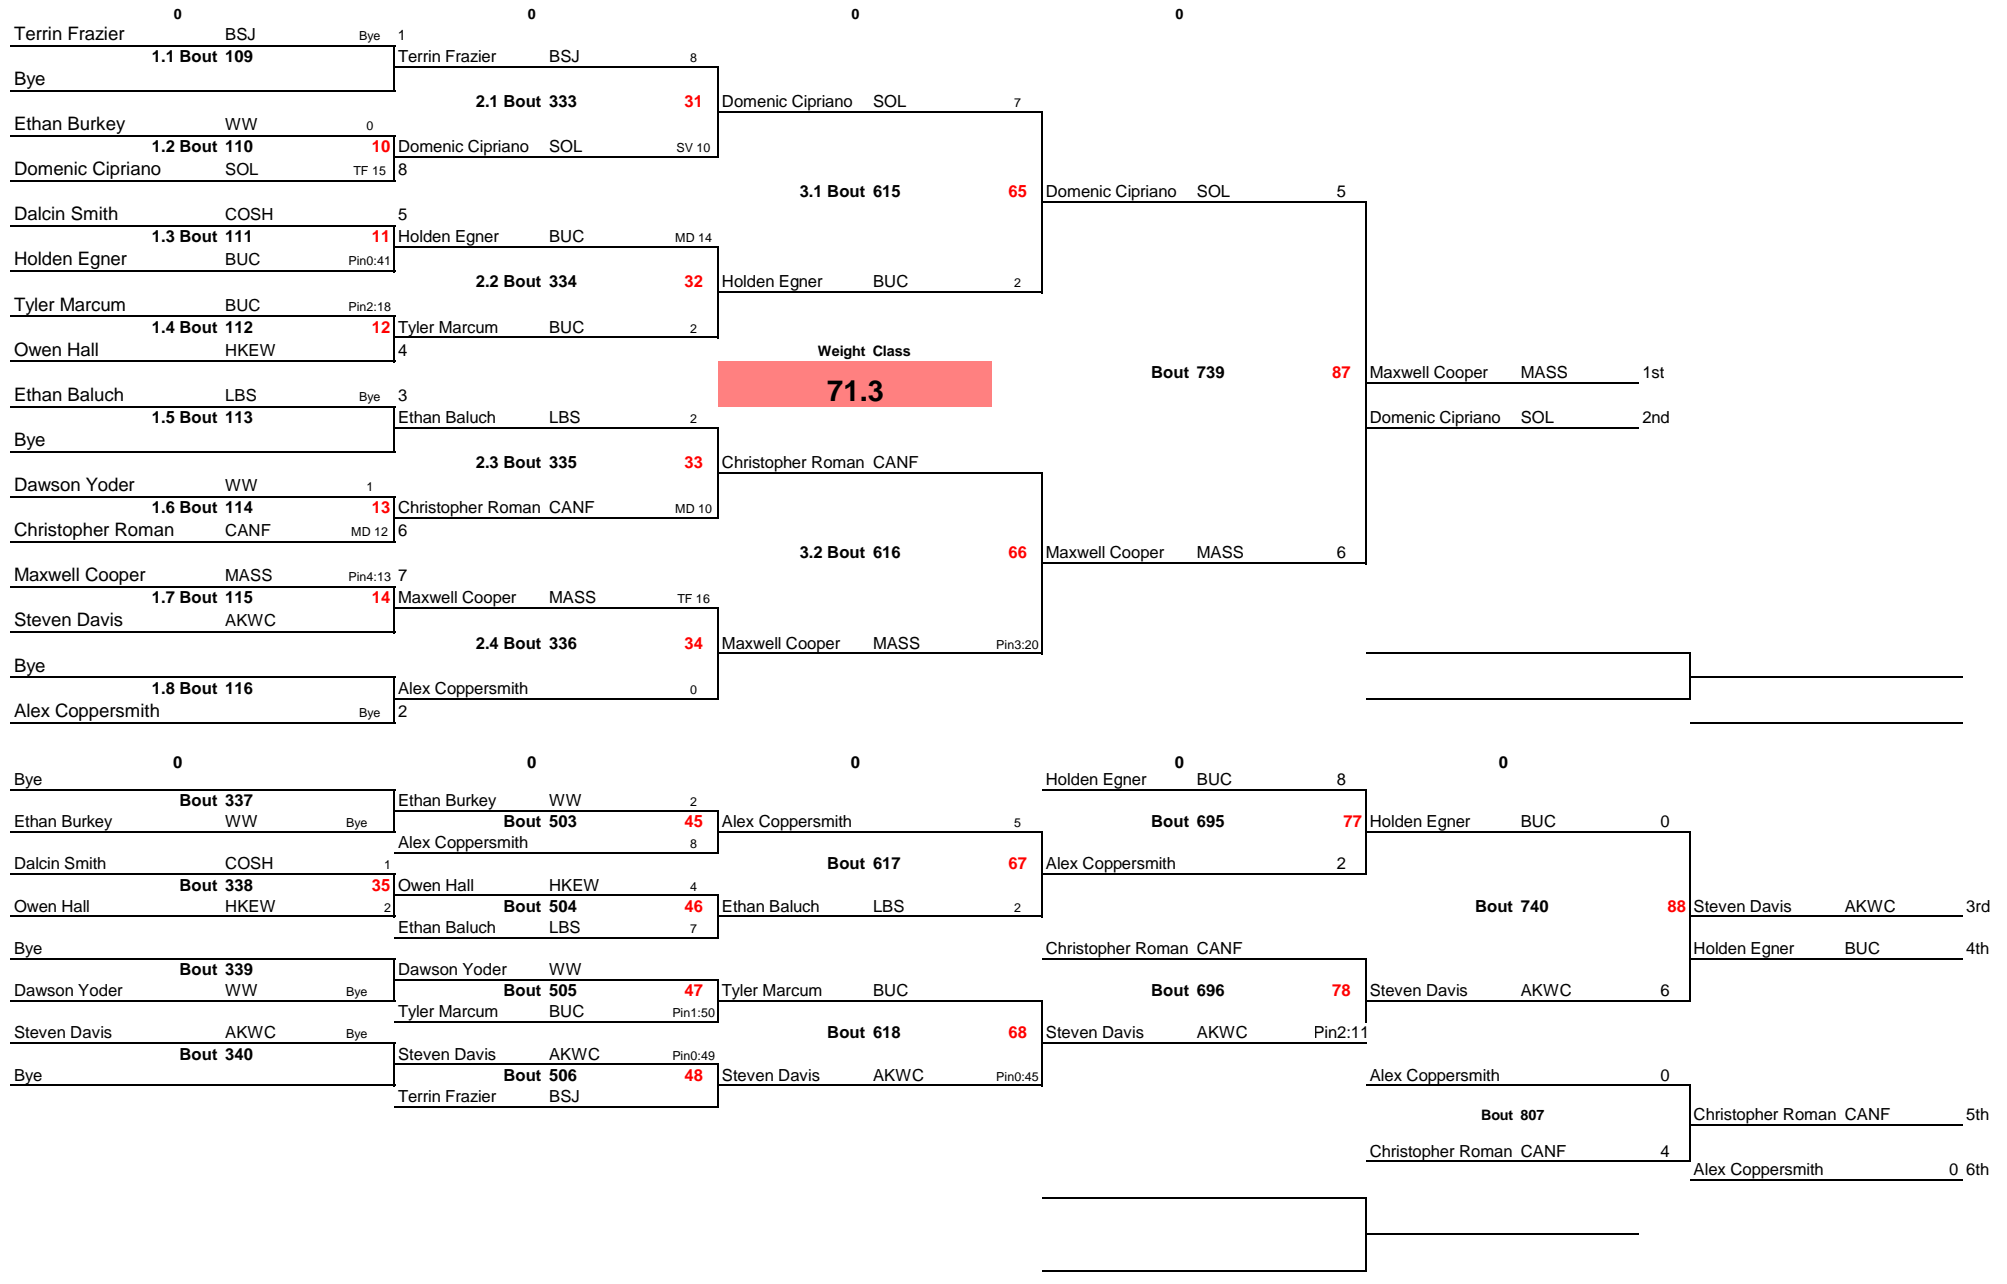 0 0 0 0
Terrin Frazier BSJ Bye 1
1.1 Bout 109 Terrin Frazier BSJ 8
Bye
2.1 Bout 333 31 Domenic Cipriano SOL 7
Ethan Burkey WW 0
1.2 Bout 110 10 Domenic Cipriano SOL SV 10
Domenic Cipriano SOL TF 15 8
3.1 Bout 615 65 Domenic Cipriano SOL 5
Dalcin Smith COSH 5
1.3 Bout 111 11 Holden Egner BUC MD 14
Holden Egner BUC Pin0:41
2.2 Bout 334 32 Holden Egner BUC 2
Tyler Marcum BUC Pin2:18
1.4 Bout 112 12 Tyler Marcum BUC 2
Owen Hall HKEW 4 Weight Class
Bout 739 87 Maxwell Cooper MASS 1st
71.3
Ethan Baluch LBS Bye 3
1.5 Bout 113 Ethan Baluch LBS 2 Domenic Cipriano SOL 2nd
Bye
2.3 Bout 335 33 Christopher Roman CANF
Dawson Yoder WW 1
1.6 Bout 114 13 Christopher Roman CANF MD 10
Christopher Roman CANF MD 12 6
3.2 Bout 616 66 Maxwell Cooper MASS 6
Maxwell Cooper MASS Pin4:13 7
1.7 Bout 115 14 Maxwell Cooper MASS TF 16
Steven Davis AKWC
2.4 Bout 336 34 Maxwell Cooper MASS Pin3:20
Bye
1.8 Bout 116 Alex Coppersmith 0
Alex Coppersmith Bye 2
0 0 0 0 0
Bye Holden Egner BUC 8
Bout 337 Ethan Burkey WW 2
Ethan Burkey WW Bye Bout 503 45 Alex Coppersmith 5 Bout 695 77 Holden Egner BUC 0
Alex Coppersmith 8
Dalcin Smith COSH 1 Bout 617 67 Alex Coppersmith 2
Bout 338 35 Owen Hall HKEW 4
Owen Hall HKEW 2 Bout 504 46 Ethan Baluch LBS 2 Bout 740 88 Steven Davis AKWC 3rd
Ethan Baluch LBS 7
Bye Christopher Roman CANF Holden Egner BUC 4th
Bout 339 Dawson Yoder WW
Dawson Yoder WW Bye Bout 505 47 Tyler Marcum BUC Bout 696 78 Steven Davis AKWC 6
Tyler Marcum BUC Pin1:50
Steven Davis AKWC Bye Bout 618 68 Steven Davis AKWC Pin2:11
Bout 340 Steven Davis AKWC Pin0:49
Bye Bout 506 48 Steven Davis AKWC Pin0:45 Alex Coppersmith 0
Terrin Frazier BSJ
Bout 807 Christopher Roman CANF 5th
Christopher Roman CANF 4
Alex Coppersmith 0 6th